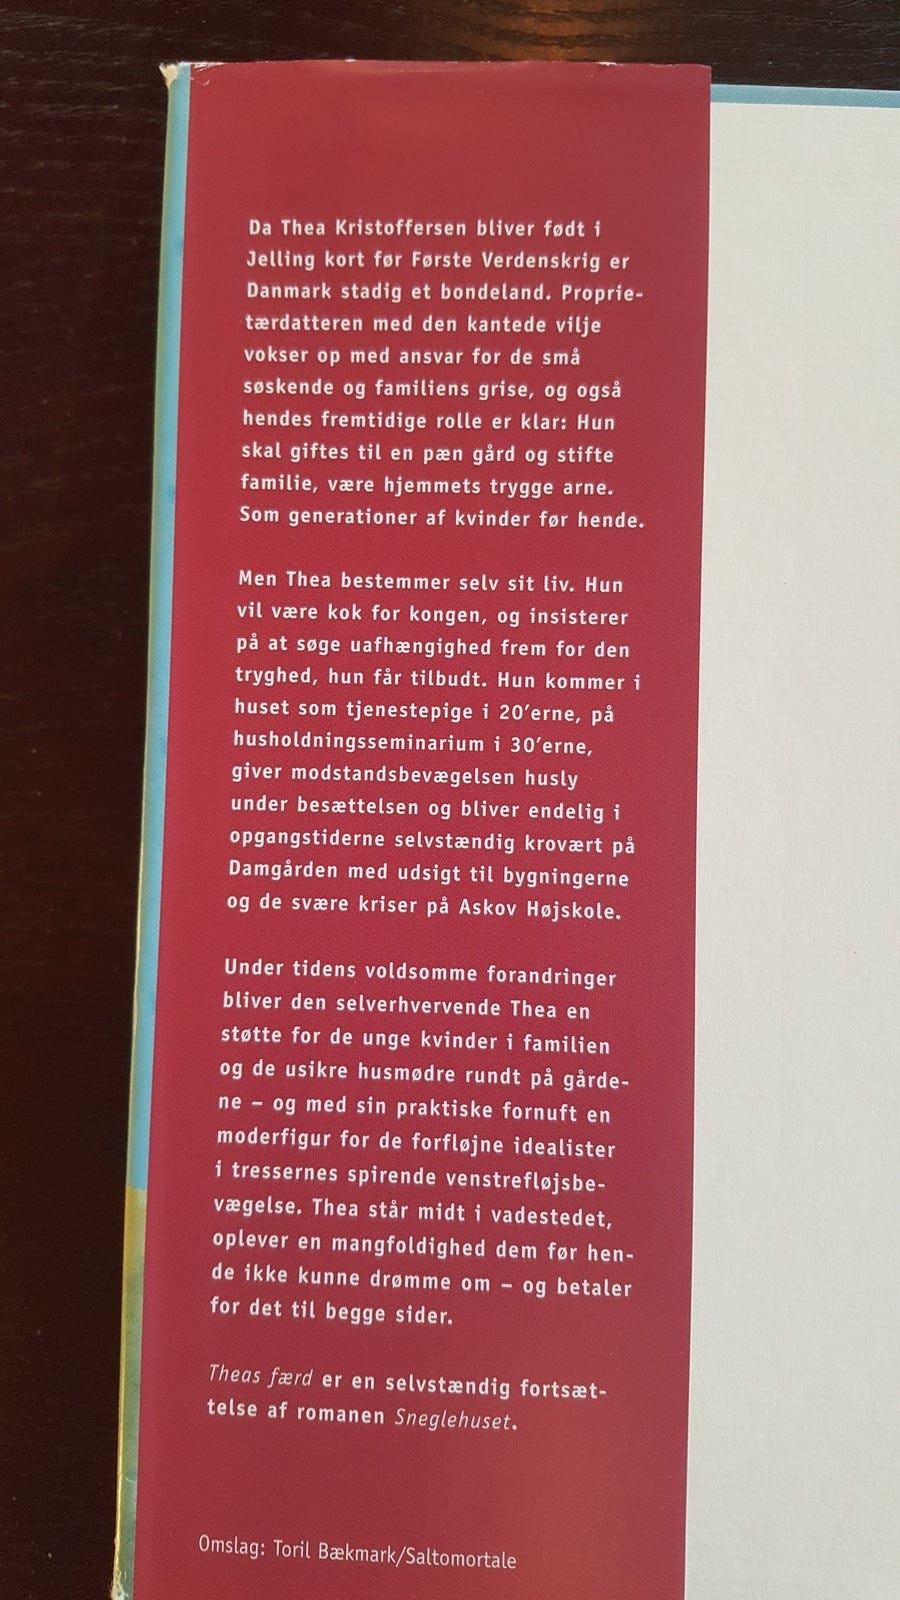 Da Thea Kristoffersen bliver født i
Jelling kort før Første Verdenskrig er
Danmark stadig et bondeland. Proprie-
tærdatteren med den kantede vilje
vokser op med ansvar for de små
søskende og familiens grise, og også
hendes fremtidige rolle er klar: Hun
skal giftes til en pæn gård og stifte
familie, være hjemmets trygge arne.
Som generationer af kvinder før hende.
Men Thea bestemmer selv sit liv. Hun
vil være kok for kongen, og insisterer
på at søge uafhængighed frem for den
tryghed, hun får tilbudt. Hun kommer i
huset som tjenestepige i 20’erne, på
husholdningsseminarium i 30’erne,
giver modstandsbevægelsen husly
under besættelsen og bliver endelig i
opgangstiderne selvstændig krovært på
Damgården med udsigt til bygningerne
og de svære kriser på Askov Højskole.
Under tidens voldsomme forandringer
bliver den selverhvervende Thea en
støtte for de unge kvinder i familien
og de usikre husmødre rundt på gårde-
ne – og med sin praktiske fornuft en
moderfigur for de forfløjne idealister
i tressernes spirende venstrefløjsbe-
vægelse. Thea står midt i vadestedet,
oplever en mangfoldighed dem før hen-
de ikke kunne drømme om – og betaler
for det til begge sider.
Theas færd er en selvstændig fortsæt-
telse af romanen Sneglehuset.
Omslag: Toril Bækmark/Saltomortale